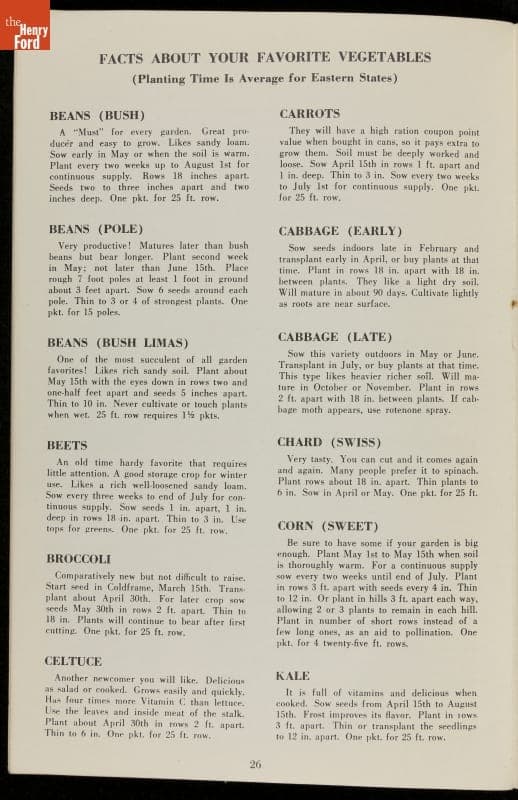 the
Henry
Ford
FACTS ABOUT YOUR FAVORITE VEGETABLES
(Planting Time Is Average for Eastern States)
BEANS (BUSH)
A "Must" for every garden. Great pro-
ducer and easy to grow. Likes sandy loam.
Sow early in May or when the soil is warm.
Plant every two weeks up to August 1st for
continuous supply. Rows 18 inches apart.
Seeds two to three inches apart and two
inches deep. One pkt. for 25 ft. row.
BEANS (POLE)
Very productive! Matures later than bush
beans but bear longer. Plant second week
in May; not later than June 15th. Place
rough 7 foot poles at least 1 foot in ground
about 3 feet apart. Sow 6 seeds around each
pole. Thin to 3 or 4 of strongest plants. One
pkt. for 15 poles.
BEANS (BUSH LIMAS)
One of the most succulent of all garden
favorites! Likes rich sandy soil. Plant about
May 15th with the eyes down in rows two and
one-half feet apart and seeds 5 inches apart.
Thin to 10 in. Never cultivate or touch plants
when wet. 25 ft. row requires 1½ pkts.
BEETS
An old time hardy favorite that requires
little attention. A good storage crop for winter
use. Likes a rich well-loosened sandy loam.
Sow every three weeks to end of July for con-
tinuous supply. Sow seeds 1 in. apart, 1 in.
deep in rows 18 in. apart. Thin to 3 in. Use
tops for greens. One pkt. for 25 ft. row.
BROCCOLI
Comparatively new but not difficult to raise.
Start seed in Coldframe, March 15th. Trans-
plant about April 30th. For later crop sow
seeds May 30th in rows 2 ft. apart. Thin to
18 in. Plants will continue to bear after first
cutting. One pkt. for 25 ft. row.
CELTUCE
Another newcomer you will like. Delicious
as salad or cooked. Grows easily and quickly.
Has four times more Vitamin C than lettuce.
Use the leaves and inside meat of the stalk.
Plant about April 30th in rows 2 ft. apart.
Thin to 6 in. One pkt. for 25 ft. row.
CARROTS
They will have a high ration coupon point
value when bought in cans, so it pays extra to
grow them. Soil must be deeply worked and
loose. Sow April 15th in rows 1 ft. apart and
1 in. deep. Thin to 3 in. Sow every two weeks
to July 1st for continuous supply. One pkt.
for 25 ft. row.
CABBAGE (EARLY)
Sow seeds indoors late in February and
transplant early in April, or buy plants at that
time. Plant in rows 18 in. apart with 18 in.
between plants. They like a light dry soil.
Will mature in about 90 days. Cultivate lightly
as roots are near surface.
CABBAGE (LATE)
Sow this variety outdoors in May or June.
Transplant in July, or buy plants at that time.
This type likes heavier richer soil. Will ma-
ture in October or November. Plant in rows
2 ft. apart with 18 in. between plants. If cab-
bage moth appears, use rotenone spray.
CHARD (SWISS)
Very tasty. You can cut and it comes again
and again. Many people prefer it to spinach.
Plant rows about 18 in. apart. Thin plants to
6 in. Sow in April or May. One pkt. for 25 ft.
CORN (SWEET)
Be sure to have some if your garden is big
enough. Plant May 1st to May 15th when soil
is thoroughly warm. For a continuous supply
sow every two weeks until end of July. Plant
in rows 3 ft. apart with seeds every 4 in. Thin
to 12 in. Or plant in hills 3 ft. apart each way,
allowing 2 or 3 plants to remain in each hill.
Plant in number of short rows instead of a
few long ones, as an aid to pollination. One
pkt. for 4 twenty-five ft. rows.
KALE
It is full of vitamins and delicious when
cooked. Sow seeds from April 15th to August
15th. Frost improves its flavor. Plant in rows
3 ft. apart. Thin or transplant the seedlings
to 12 in. apart. One pkt. for 25 ft. row.
26